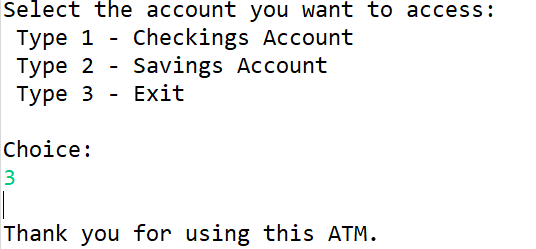 Select the account you want to access:
Type 1 - Checkings Account
Type 2 - Savings Account
Type 3 - Exit
Choice:
3
Thank you for using this ATM.